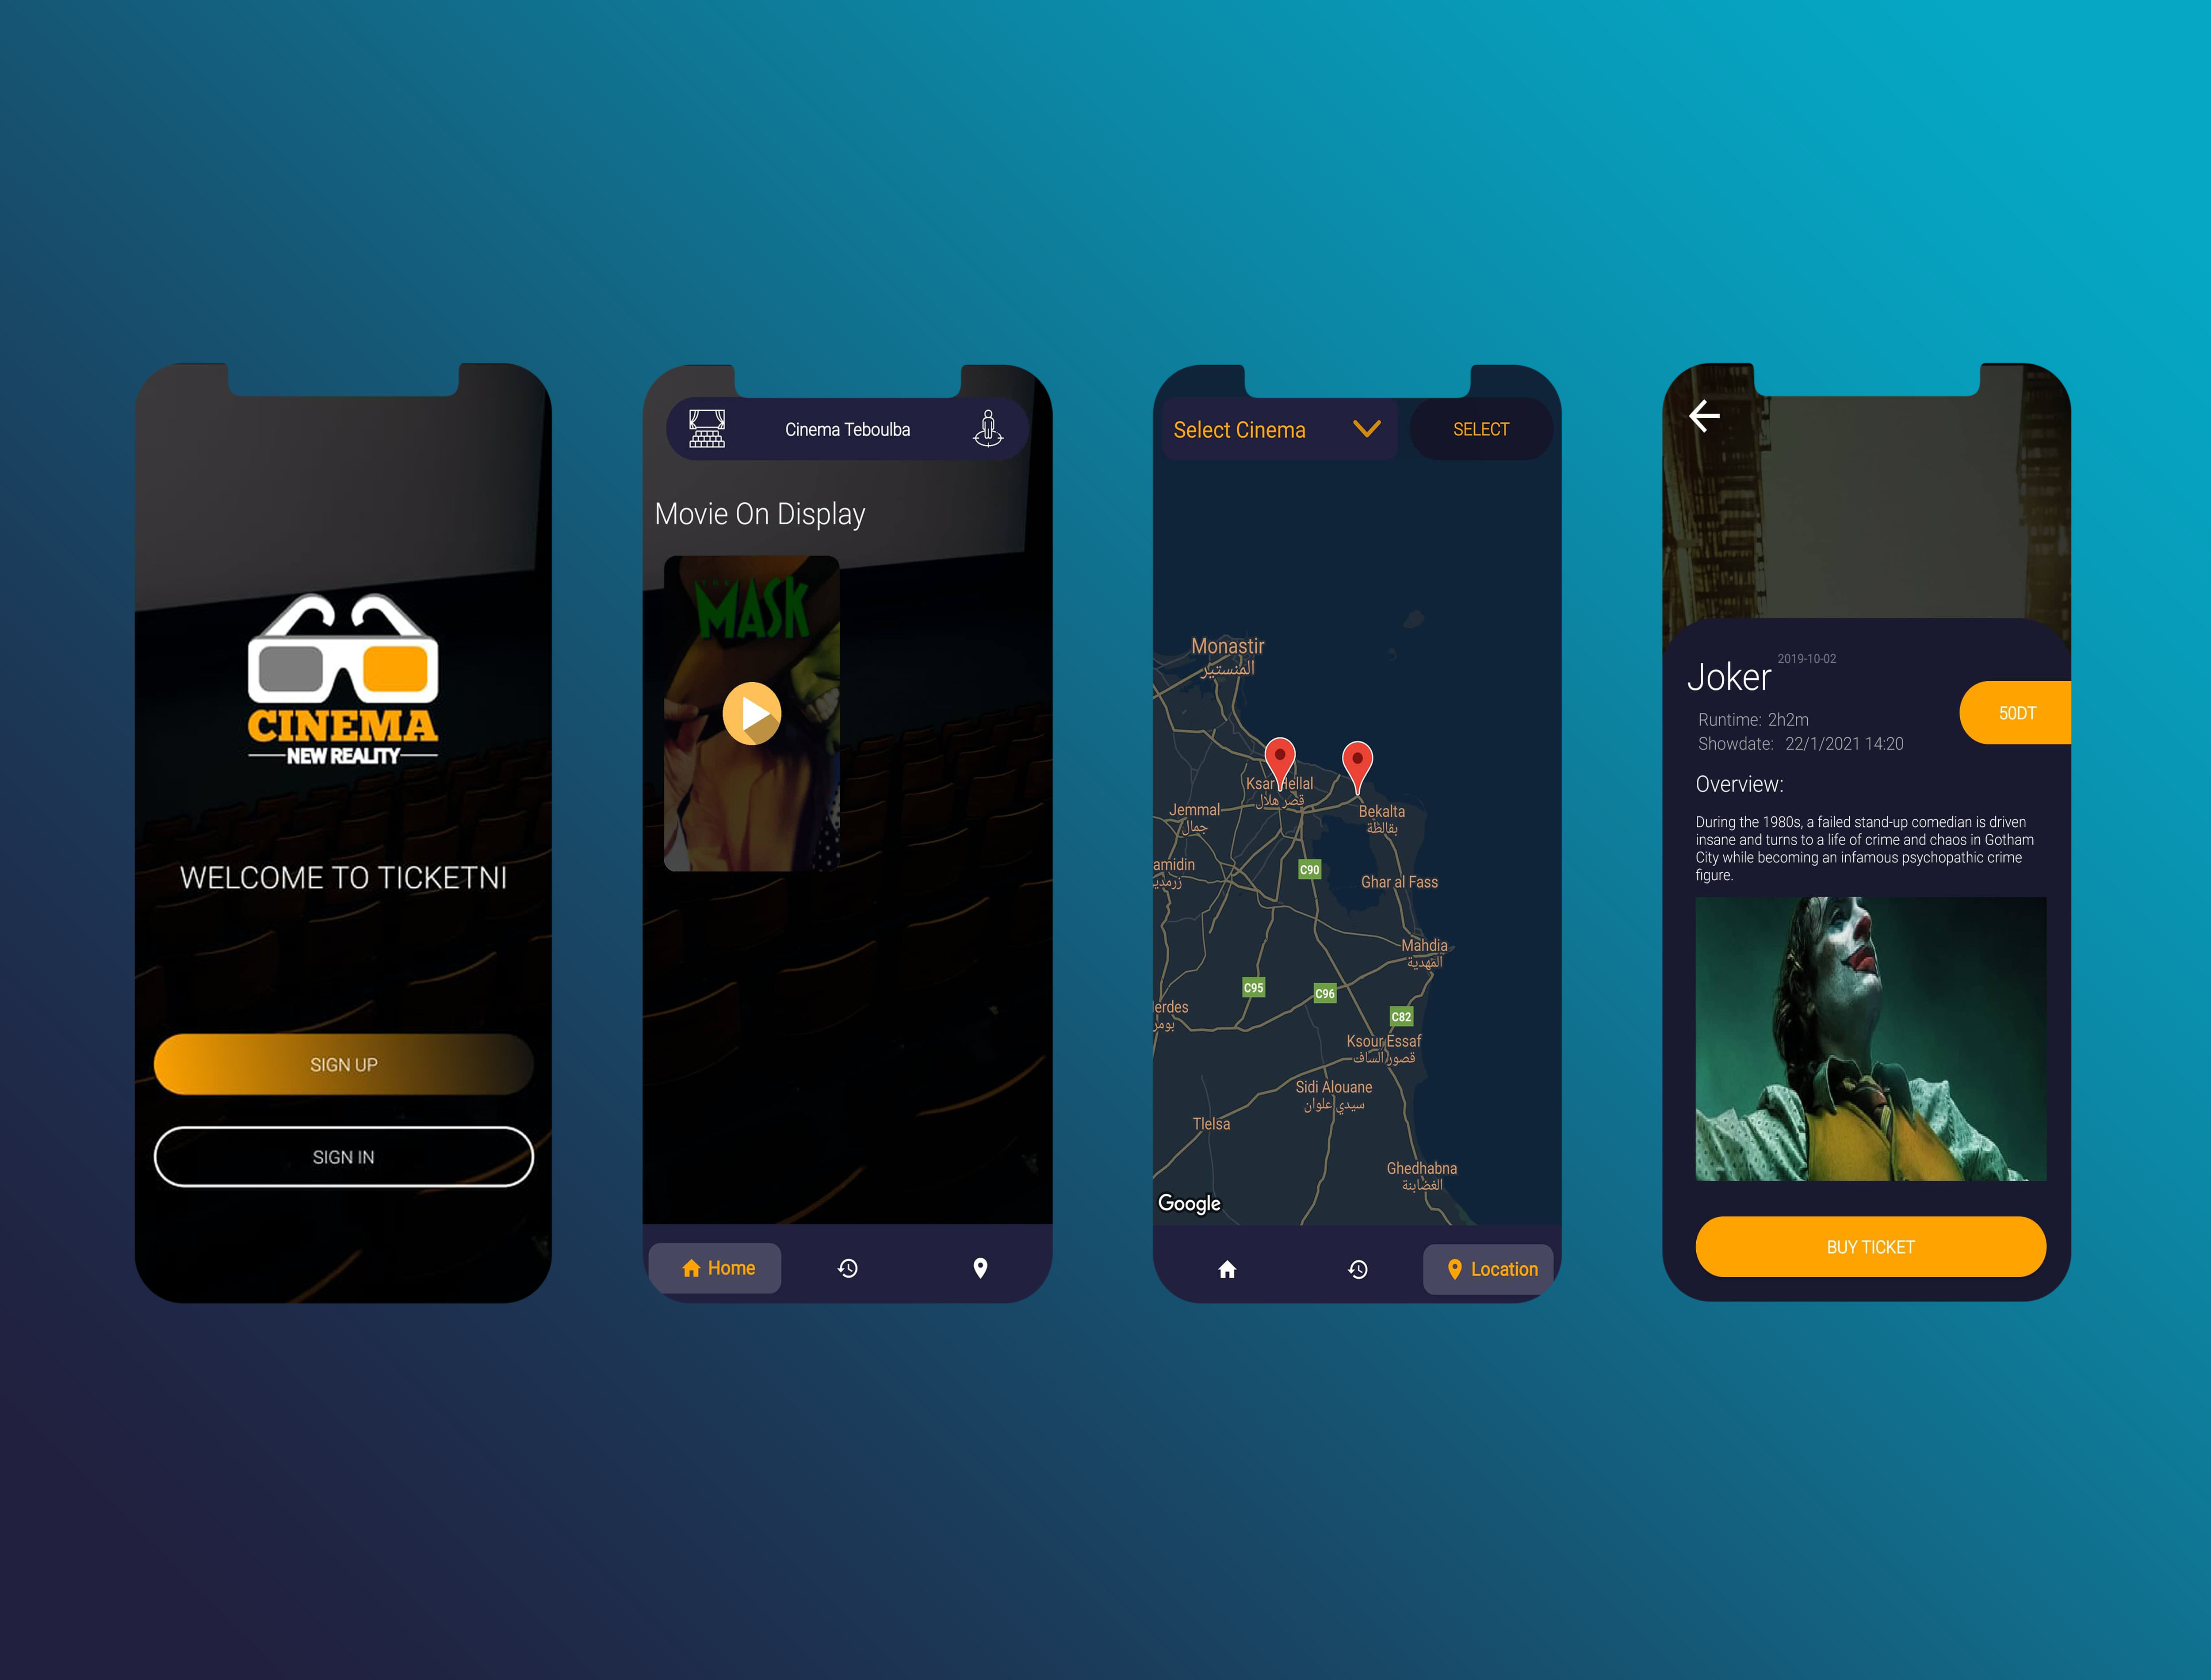 CINEMA
NEW REALITY
WELCOME TO TICKETNI
SIGN UP
SIGN IN
Cinema Teboulba
Movie On Display
THE
MASK
Home
Select Cinema
SELECT
Monastir
المنستير
Ksar Hellal
قصر هلال
Jemmal
جمال
Bekalta
بقالطة
amidin
زرمدي
C90
Ghar al Fass
Mahdia
المهدية
C95
C96
lerdes
بومر
C82
Ksour Essaf
قصور الساف
Sidi Alouane
سيدي علوان
Tlelsa
Ghedhabna
الغضابنة
Google
Location
2019-10-02
Joker
50DT
Runtime: 2h2m
Showdate: 22/1/2021 14:20
Overview:
During the 1980s, a failed stand-up comedian is driven
insane and turns to a life of crime and chaos in Gotham
City while becoming an infamous psychopathic crime
figure.
BUY TICKET